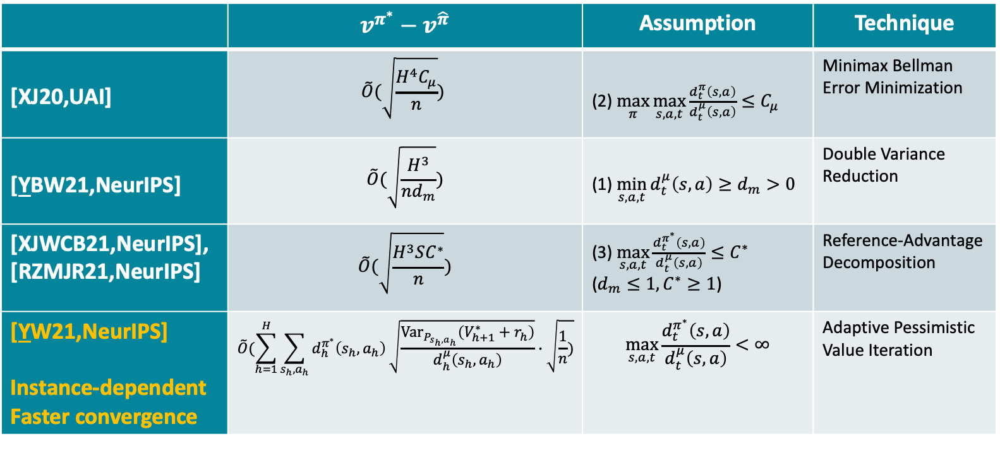 $v^{\pi^*} - v^{\hat{\pi}}$
Assumption
Technique
[XJ20,UAI]
$\tilde{O}(\sqrt{\frac{H^4 C_\mu}{n}})$
(2) $\max_{\pi} \max_{s,a,t} \frac{d_t^{\pi}(s,a)}{d_t^{\mu}(s,a)} \leq C_\mu$
Minimax Bellman
Error Minimization
[YBW21,NeurIPS]
$\tilde{O}(\sqrt{\frac{H^3}{nd_m}})$
(1) $\min_{s,a,t} d_t^{\mu}(s,a) \geq d_m > 0$
Double Variance
Reduction
[XJWCB21,NeurIPS],
[RZMJR21,NeurIPS]
$\tilde{O}(\sqrt{\frac{H^3 SC^*}{n}})$
(3) $\max_{s,a,t} \frac{d_t^{\pi^*}(s,a)}{d_t^{\mu}(s,a)} \leq C^*$
$(d_m \leq 1, C^* \geq 1)$
Reference-Advantage
Decomposition
[YW21,NeurIPS]
Instance-dependent
Faster convergence
$\tilde{O}(\sum_{h=1}^{H} \sum_{s_h,a_h} d_h^{\pi^*}(s_h,a_h) \sqrt{\frac{\mathrm{Var}_{P_{s_h,a_h}}(V_{h+1}^* + r_h)}{d_h^{\mu}(s_h,a_h)}} \cdot \sqrt{\frac{1}{n}})$
$\max_{s,a,t} \frac{d_t^{\pi^*}(s,a)}{d_t^{\mu}(s,a)} < \infty$
Adaptive Pessimistic
Value Iteration